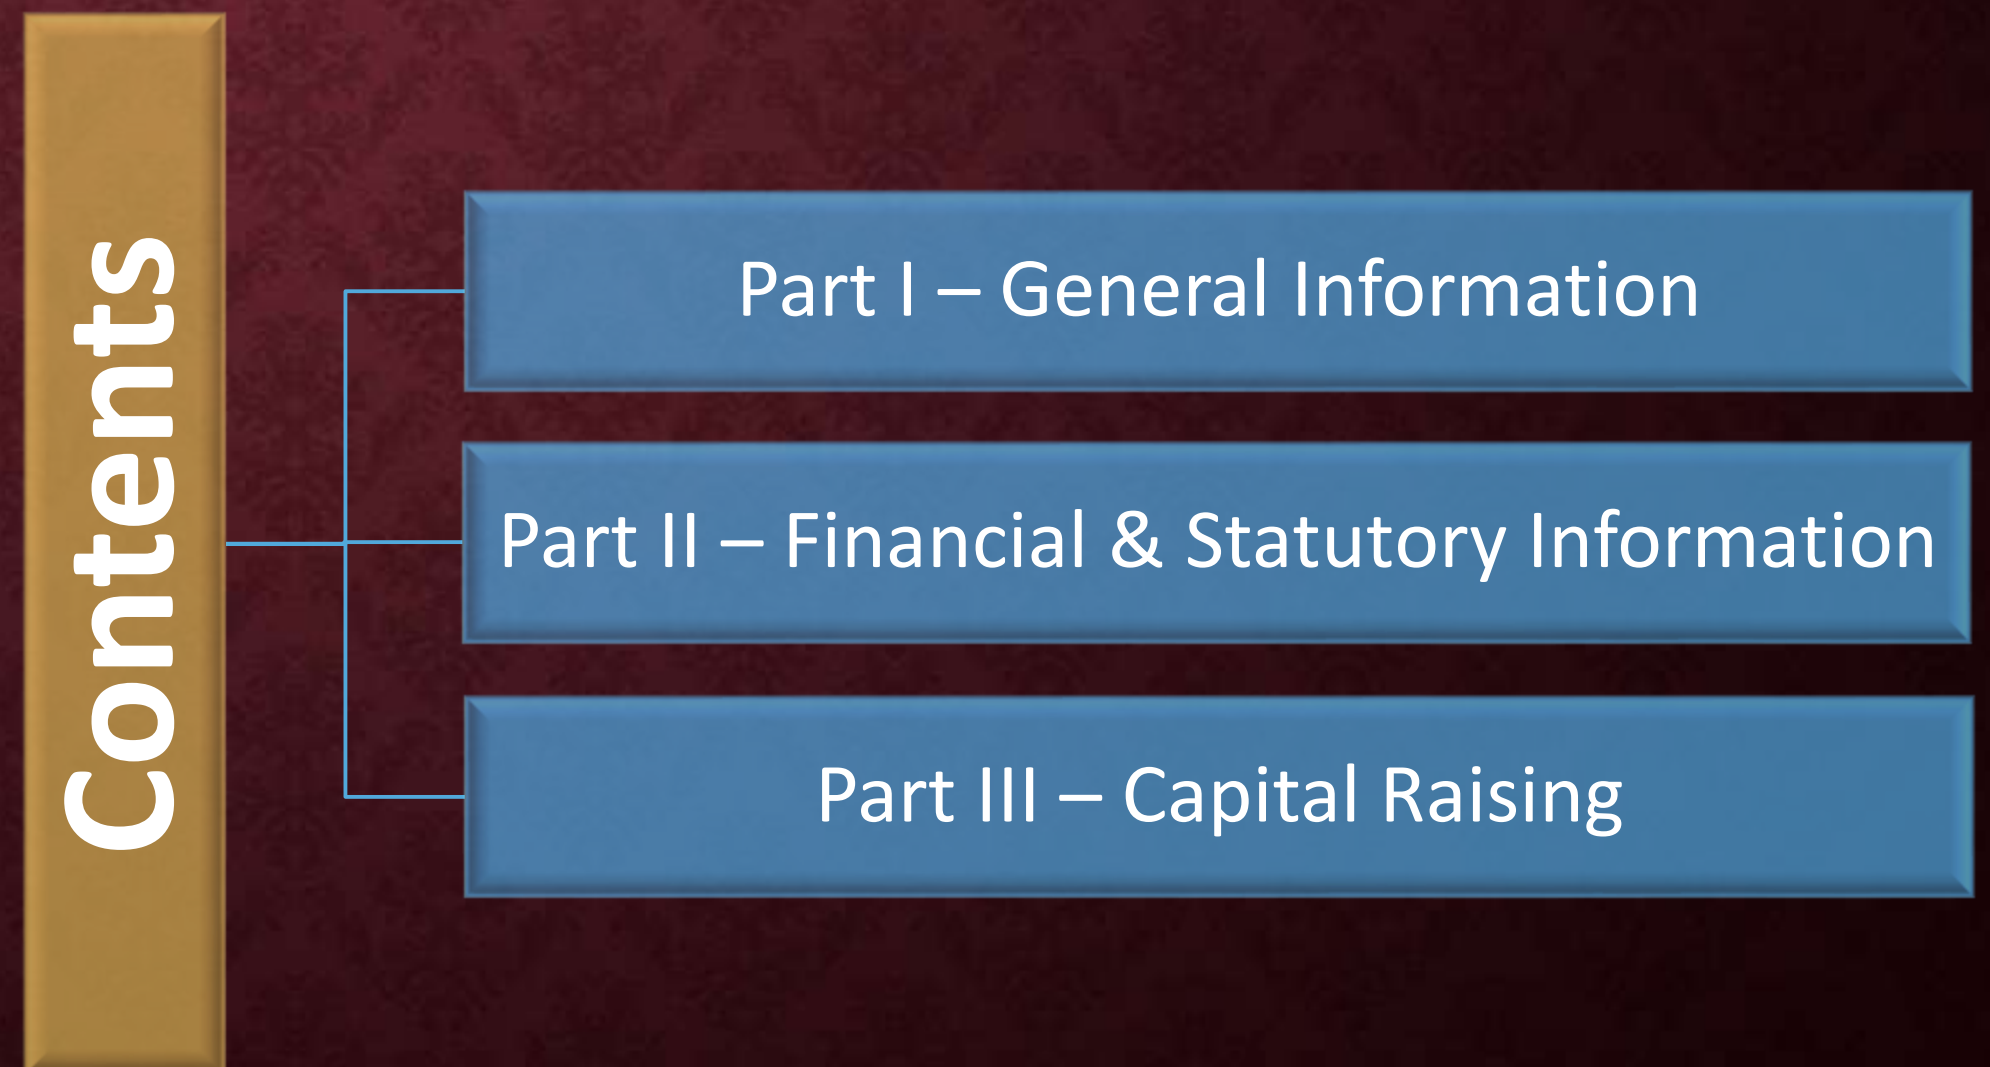 Contents
Part I – General Information
Part II – Financial & Statutory Information
Part III – Capital Raising